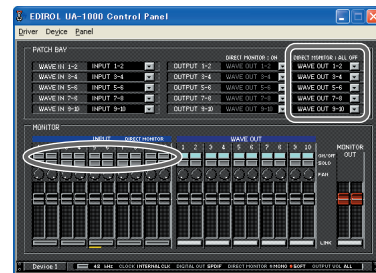 EDIROL UA-1000 Control Panel
Driver Device Panel
PATCH BAY
DIRECT MONITOR : ON DIRECT MONITOR : ALL OFF
WAVE IN 1-2 INPUT 1-2 OUTPUT 1-2 WAVE OUT 1-2 WAVE OUT 1-2
WAVE IN 3-4 INPUT 3-4 OUTPUT 3-4 WAVE OUT 3-4 WAVE OUT 3-4
WAVE IN 5-6 INPUT 5-6 OUTPUT 5-6 WAVE OUT 5-6 WAVE OUT 5-6
WAVE IN 7-8 INPUT 7-8 OUTPUT 7-8 WAVE OUT 7-8 WAVE OUT 7-8
WAVE IN 9-10 INPUT 9-10 OUTPUT 9-10 WAVE OUT 9-10 WAVE OUT 9-10
MONITOR
INPUT DIRECT MONITOR WAVE OUT
1 2 3 4 5 6 7 8 9 10 MONITOR OUT
ON/OFF
SOLO
PAN
LINK
Device 1 48 kHz CLOCK INTERNAL CLK DIGITAL OUT SPDIF DIRECT MONITOR MONO SOFT OUTPUT VOL ALL